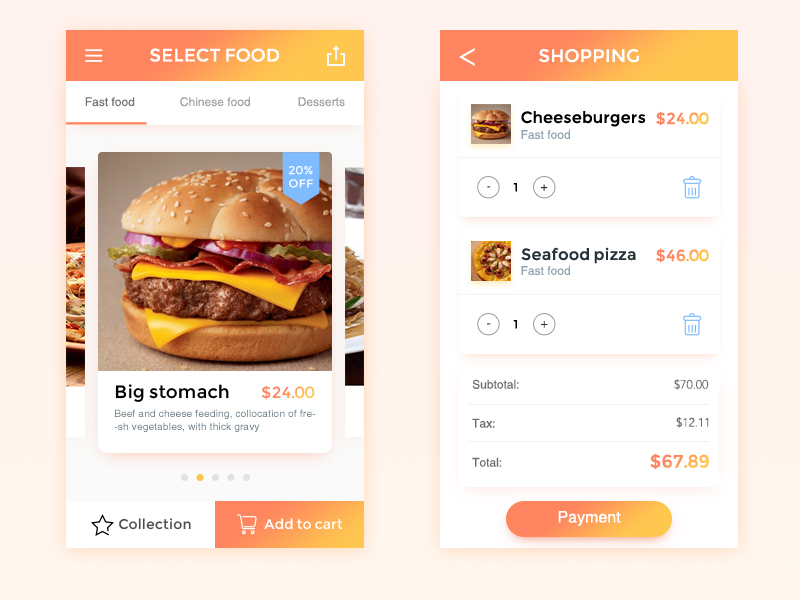 SELECT FOOD
Fast food
Chinese food
Desserts
20%
OFF
Big stomach
$24.00
Beef and cheese feeding, collocation of fre-
-sh vegetables, with thick gravy
Collection
Add to cart
SHOPPING
Cheeseburgers
$24.00
Fast food
- 1 +
Seafood pizza
$46.00
Fast food
- 1 +
Subtotal:
$70.00
Tax:
$12.11
Total:
$67.89
Payment